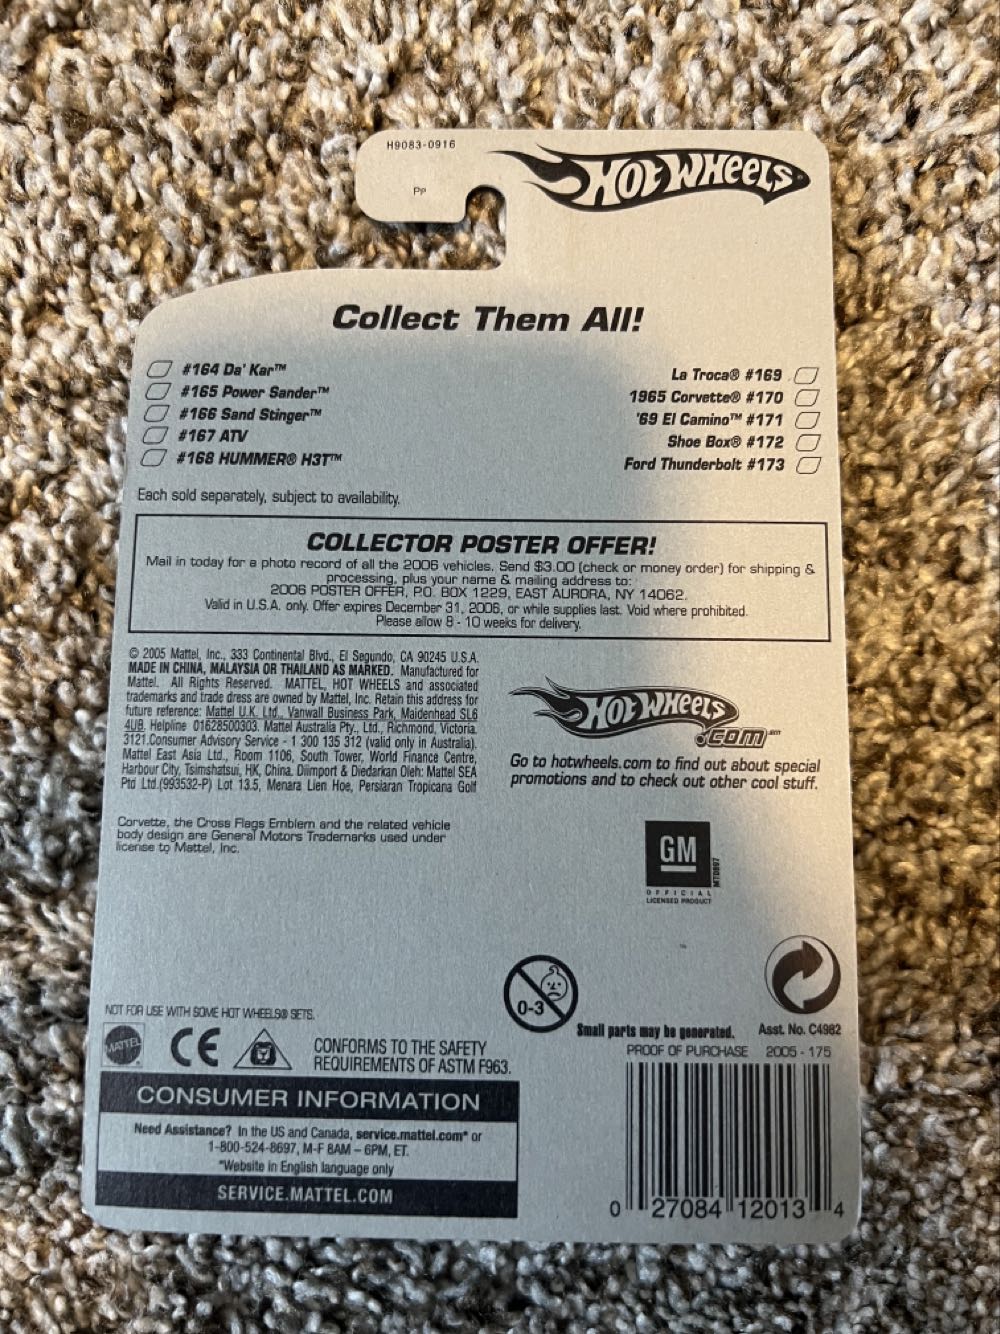 H9083-0916
PP
HOT WHEELS
Collect Them All!
#164 Da' Kar™
#165 Power Sander™
#166 Sand Stinger™
#167 ATV
#168 HUMMER® H3T™
La Troca® #169
1965 Corvette® #170
'69 El Camino™ #171
Shoe Box® #172
Ford Thunderbolt #173
Each sold separately, subject to availability.
COLLECTOR POSTER OFFER!
Mail in today for a photo record of all the 2006 vehicles. Send $3.00 (check or money order) for shipping &
processing, plus your name & mailing address to:
2006 POSTER OFFER, P.O. BOX 1229, EAST AURORA, NY 14062.
Valid in U.S.A. only. Offer expires December 31, 2006, or while supplies last. Void where prohibited.
Please allow 8 - 10 weeks for delivery.
© 2005 Mattel, Inc., 333 Continental Blvd., El Segundo, CA 90245 U.S.A.
MADE IN CHINA, MALAYSIA OR THAILAND AS MARKED. Manufactured for
Mattel. All Rights Reserved. MATTEL, HOT WHEELS and associated
trademarks and trade dress are owned by Mattel, Inc. Retain this address for
future reference: Mattel U.K. Ltd., Vanwall Business Park, Maidenhead SL6
4UB. Helpline 01628500303. Mattel Australia Pty., Ltd., Richmond, Victoria.
3121.Consumer Advisory Service - 1 300 135 312 (valid only in Australia).
Mattel East Asia Ltd., Room 1106, South Tower, World Finance Centre,
Harbour City, Tsimshatsui, HK, China. Diimport & Diedarkan Oleh: Mattel SEA
Ptd Ltd.(993532-P) Lot 13.5, Menara Lien Hoe, Persiaran Tropicana Golf
HOT WHEELS
.com™
Go to hotwheels.com to find out about special
promotions and to check out other cool stuff.
Corvette, the Cross Flags Emblem and the related vehicle
body design are General Motors Trademarks used under
license to Mattel, Inc.
GM
OFFICIAL
LICENSED PRODUCT
MT0897
0-3
Small parts may be generated.
Asst. No. C4982
NOT FOR USE WITH SOME HOT WHEELS® SETS.
MATTEL
CE
CONFORMS TO THE SAFETY
REQUIREMENTS OF ASTM F963.
PROOF OF PURCHASE 2005 - 175
CONSUMER INFORMATION
Need Assistance? In the US and Canada, service.mattel.com* or
1-800-524-8697, M-F 8AM – 6PM, ET.
*Website in English language only
SERVICE.MATTEL.COM
0 27084 12013 4